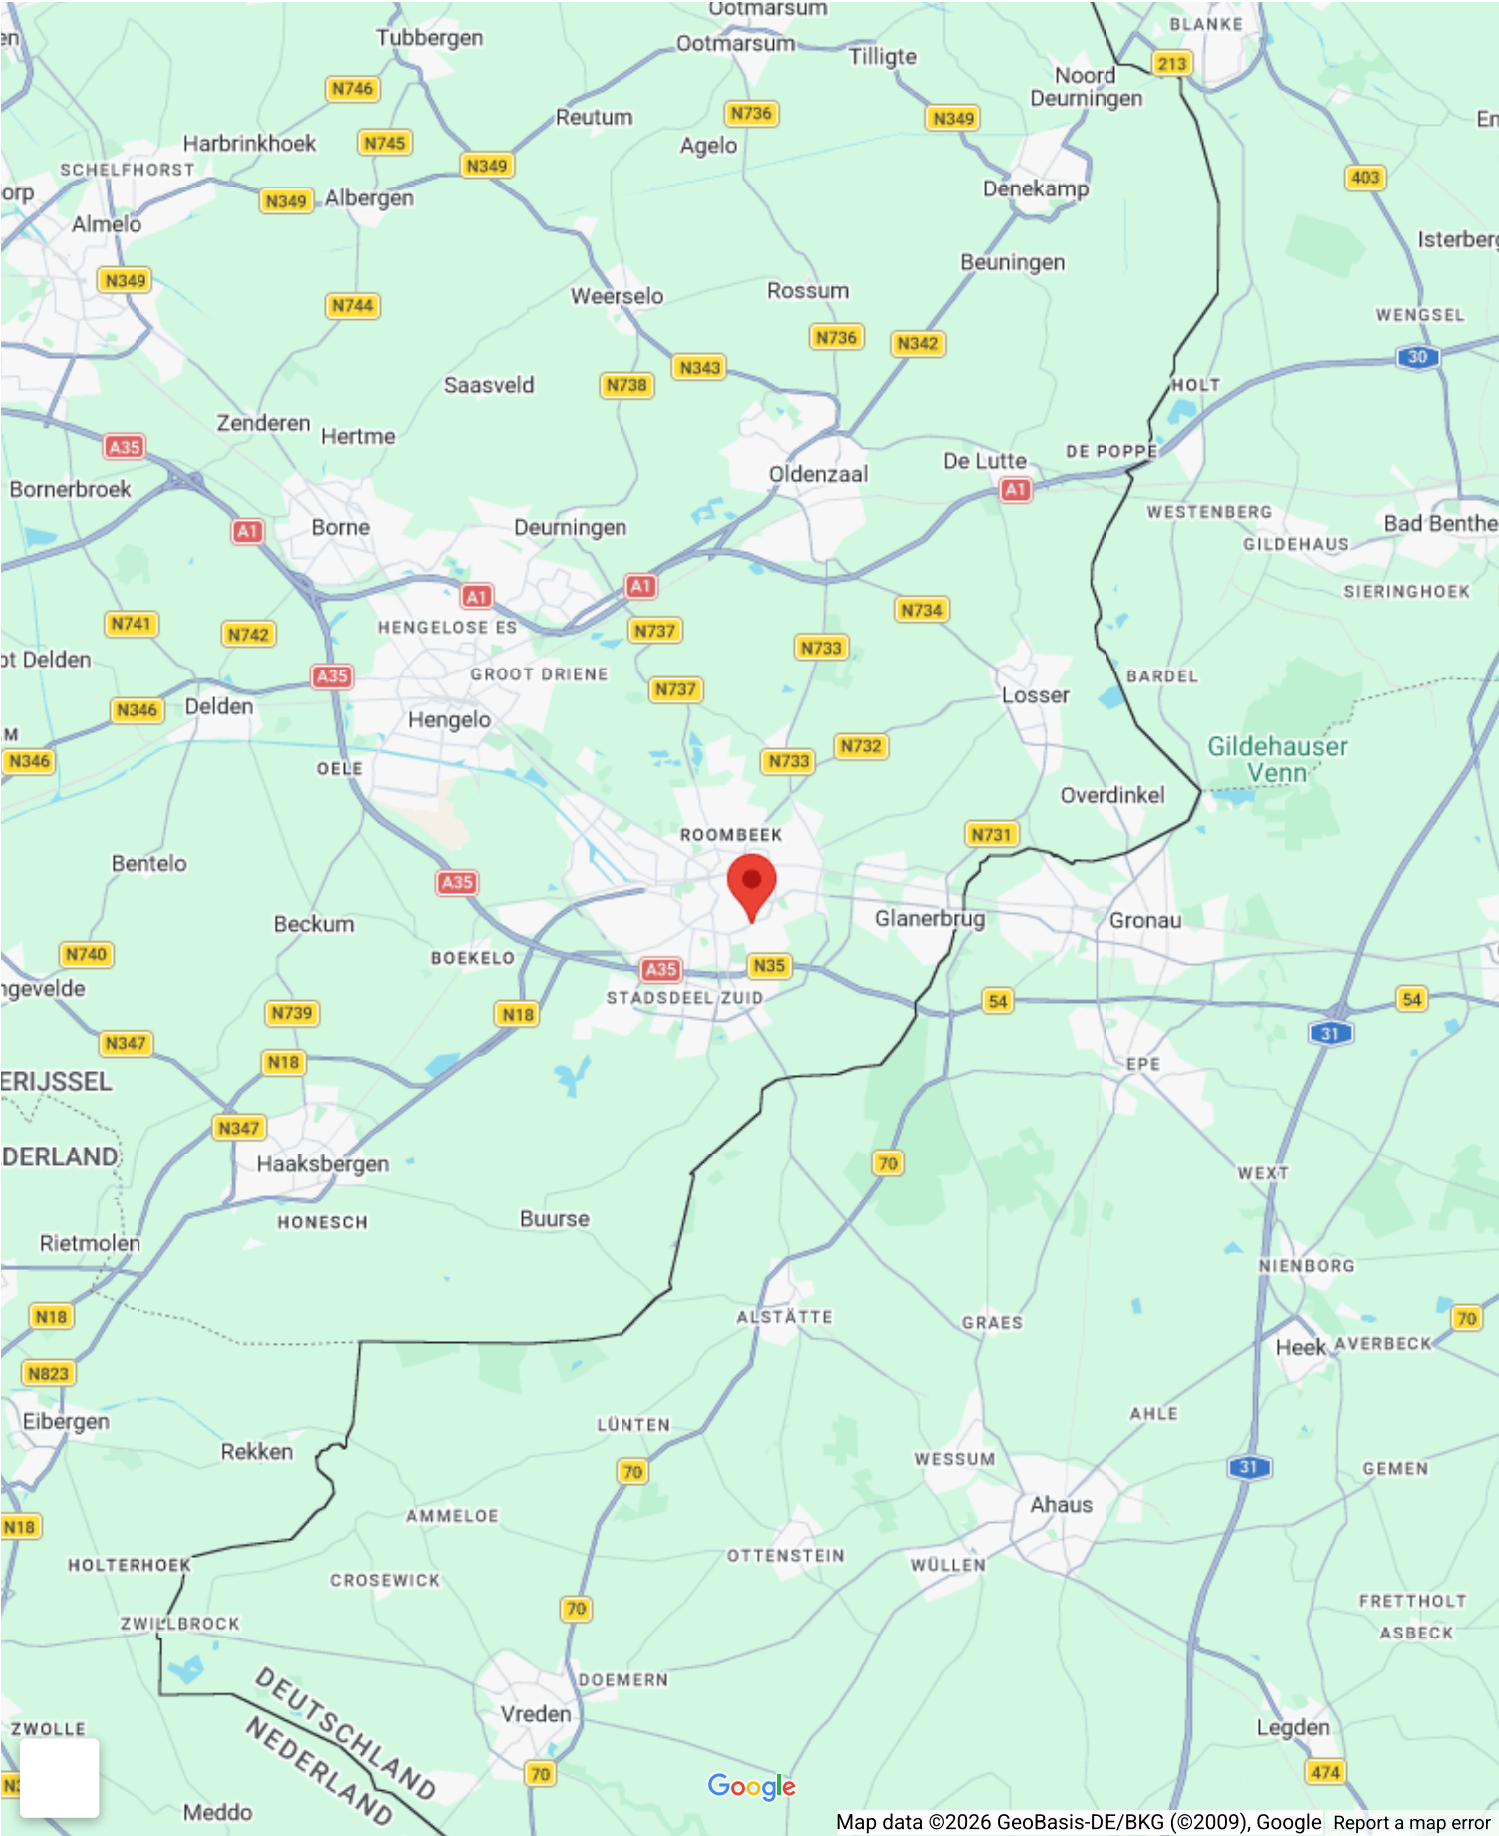 Ootmarsum
Tubbergen
Ootmarsum
Tilligte
BLANKE
213
Noord
Deurningen
N746
N736
N349
Reutum
Harbrinkhoek
N745
Agelo
N349
SCHELFHORST
403
Albergen
N349
Denekamp
Almelo
Beuningen
N349
Weerselo
Rossum
N744
WENGSEL
N736
N342
30
N343
Saasveld
N738
HOLT
Zenderen
Hertme
A35
DE POPPE
De Lutte
Oldenzaal
Bornerbroek
A1
WESTENBERG
Borne
Deurningen
A1
Bad Benthe
GILDEHAUS
A1
A1
SIERINGHOEK
N734
N741
N742
HENGELOSE ES
N737
N733
ot Delden
A35
GROOT DRIENE
BARDEL
N737
Losser
N346
Delden
Hengelo
N732
Gildehauser
Venn
N346
OELE
N733
Overdinkel
ROOMBEEK
N731
Bentelo
A35
Beckum
Glanerbrug
Gronau
N740
BOEKELO
A35
N35
ngevelde
STADSDEEL ZUID
54
54
N739
N18
31
N347
N18
EPE
ERIJSSEL
N347
DERLAND
Haaksbergen
70
WEXT
HONESCH
Buurse
Rietmolen
NIENBORG
N18
ALSTÄTTE
GRAES
70
Heek
AVERBECK
N823
Eibergen
LÜNTEN
AHLE
Rekken
WESSUM
70
31
GEMEN
Ahaus
AMMELOE
N18
OTTENSTEIN
HOLTERHOEK
WÜLLEN
CROSEWICK
FRETTHOLT
70
ZWILLBROCK
ASBECK
DOEMERN
DEUTSCHLAND
NEDERLAND
Vreden
ZWOLLE
Legden
70
474
Google
Meddo
Map data ©2026 GeoBasis-DE/BKG (©2009), Google
Report a map error